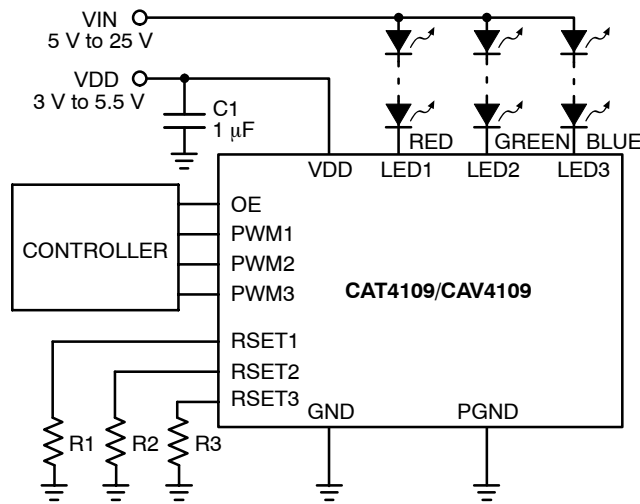 VIN
5 V to 25 V
VDD
3 V to 5.5 V
C1
1 μF
RED
GREEN
BLUE
VDD
LED1
LED2
LED3
CONTROLLER
OE
PWM1
PWM2
PWM3
CAT4109/CAV4109
RSET1
RSET2
RSET3
GND
PGND
R1
R2
R3